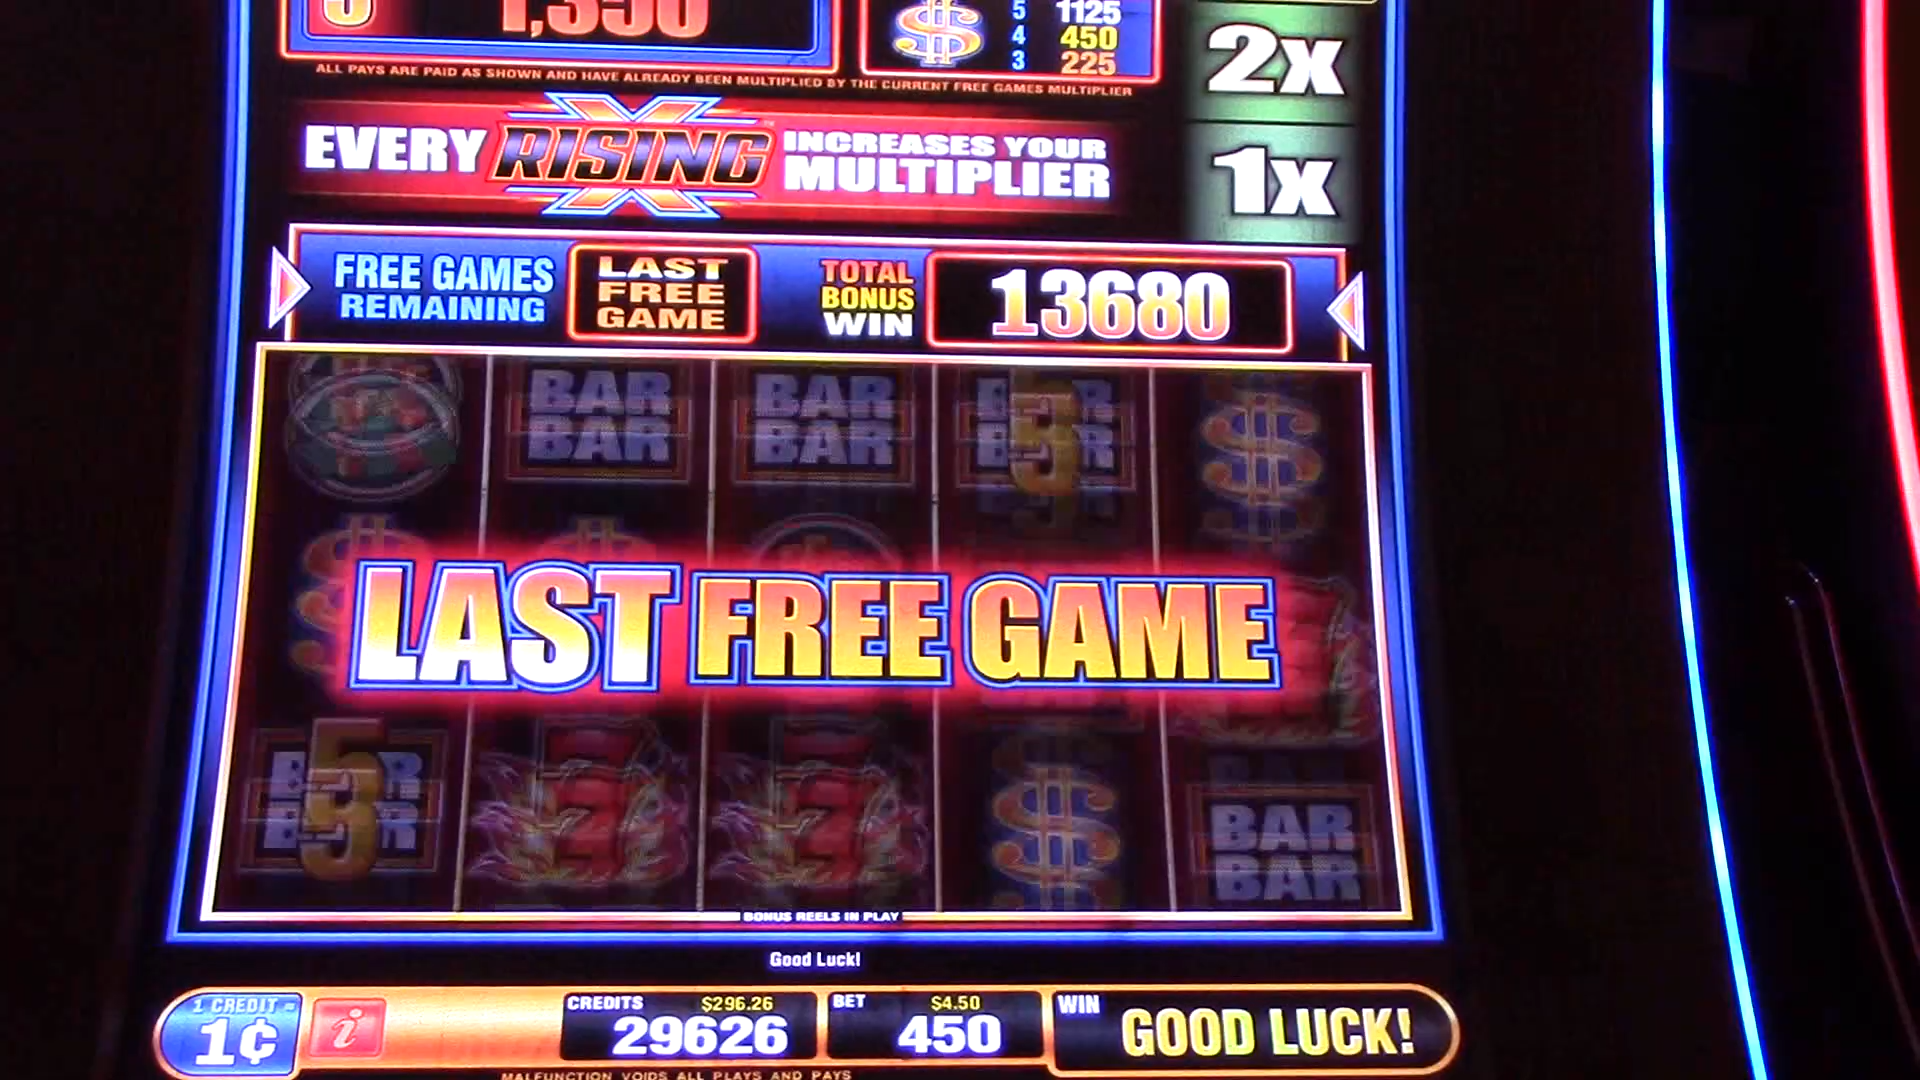 5 1,350
5 1125
4 450
3 225
2X
ALL PAYS ARE PAID AS SHOWN AND HAVE ALREADY BEEN MULTIPLIED BY THE CURRENT FREE GAMES MULTIPLIER
EVERY RISING X INCREASES YOUR
MULTIPLIER
1X
FREE GAMES
REMAINING
LAST
FREE
GAME
TOTAL
BONUS
WIN
13680
BAR
BAR
BAR
BAR
LAST FREE GAME
BAR
BAR
BONUS REELS IN PLAY
Good Luck!
1 CREDIT =
1¢
i
CREDITS $296.26
29626
BET $4.50
450
WIN
GOOD LUCK!
MALFUNCTION VOIDS ALL PLAYS AND PAYS